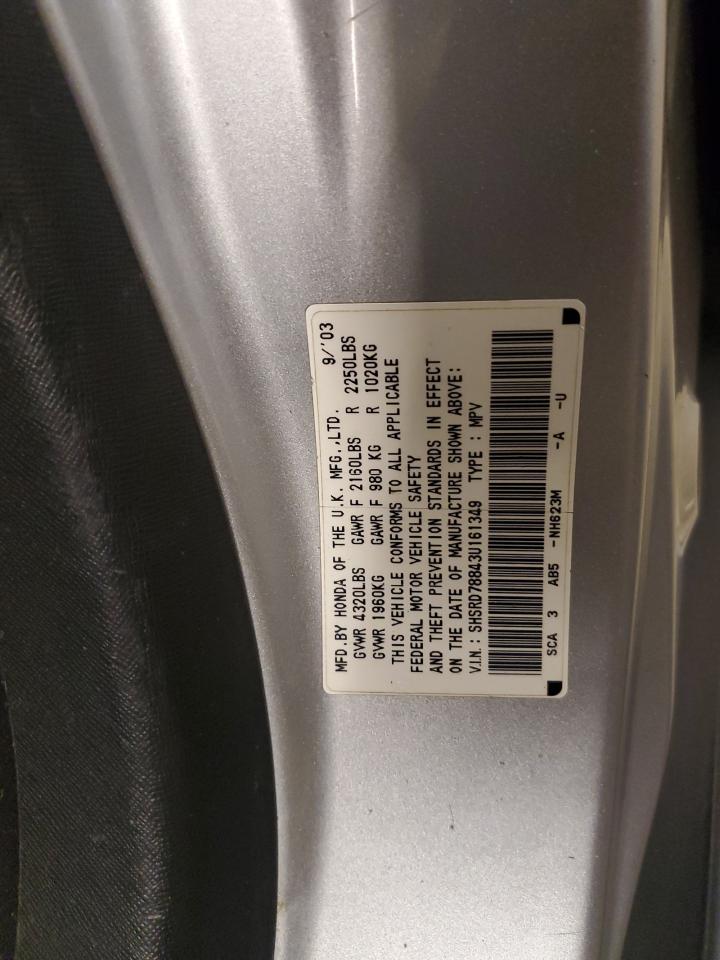 MFD.BY HONDA OF THE U.K. MFG.,LTD. 9/'03
GVWR 4320LBS GAWR F 2160LBS R 2250LBS
GVWR 1960KG GAWR F 980 KG R 1020KG
THIS VEHICLE CONFORMS TO ALL APPLICABLE
FEDERAL MOTOR VEHICLE SAFETY
AND THEFT PREVENTION STANDARDS IN EFFECT
ON THE DATE OF MANUFACTURE SHOWN ABOVE:
V.I.N.: SHSRD78843U161349 TYPE : MPV
SCA 3 AB5 -NH623M -A -U